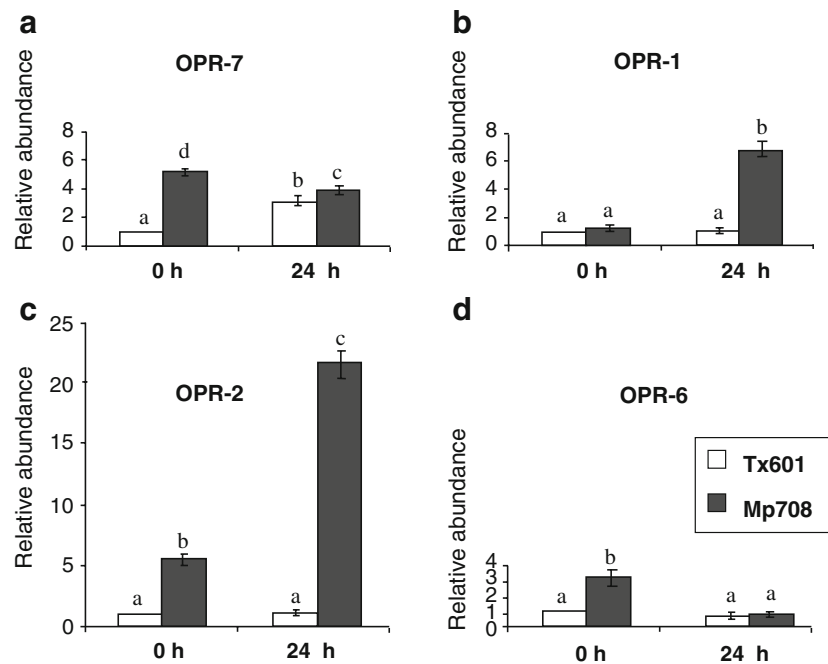 a
OPR-7
Relative abundance
8
6
4
2
0
a
d
b
c
0 h
24 h
b
OPR-1
Relative abundance
8
6
4
2
0
a
a
a
b
0 h
24 h
c
OPR-2
Relative abundance
25
20
15
10
5
0
a
b
a
c
0 h
24 h
d
OPR-6
Relative abundance
4
3
2
1
0
a
b
a
a
0 h
24 h
Tx601
Mp708